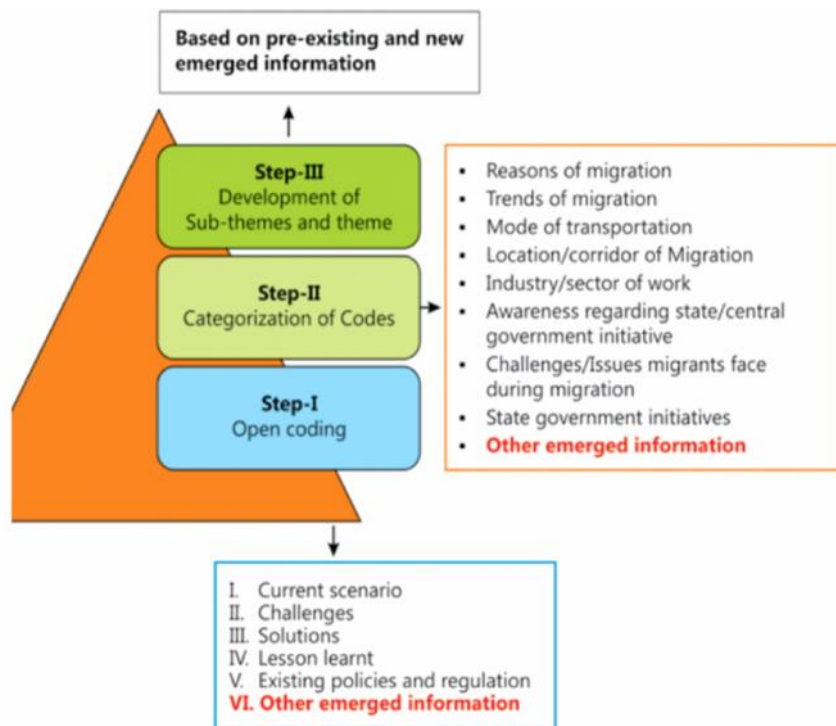 Based on pre-existing and new
emerged information
Step-III
Development of
Sub-themes and theme
Step-II
Categorization of Codes
Step-I
Open coding
▪ Reasons of migration
▪ Trends of migration
▪ Mode of transportation
▪ Location/corridor of Migration
▪ Industry/sector of work
▪ Awareness regarding state/central
government initiative
▪ Challenges/Issues migrants face
during migration
▪ State government initiatives
▪ Other emerged information
I. Current scenario
II. Challenges
III. Solutions
IV. Lesson learnt
V. Existing policies and regulation
VI. Other emerged information